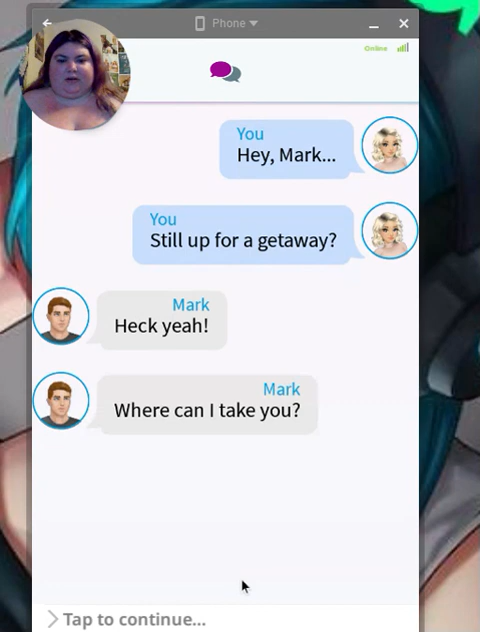 Phone
Online
You
Hey, Mark...
You
Still up for a getaway?
Mark
Heck yeah!
Mark
Where can I take you?
Tap to continue...